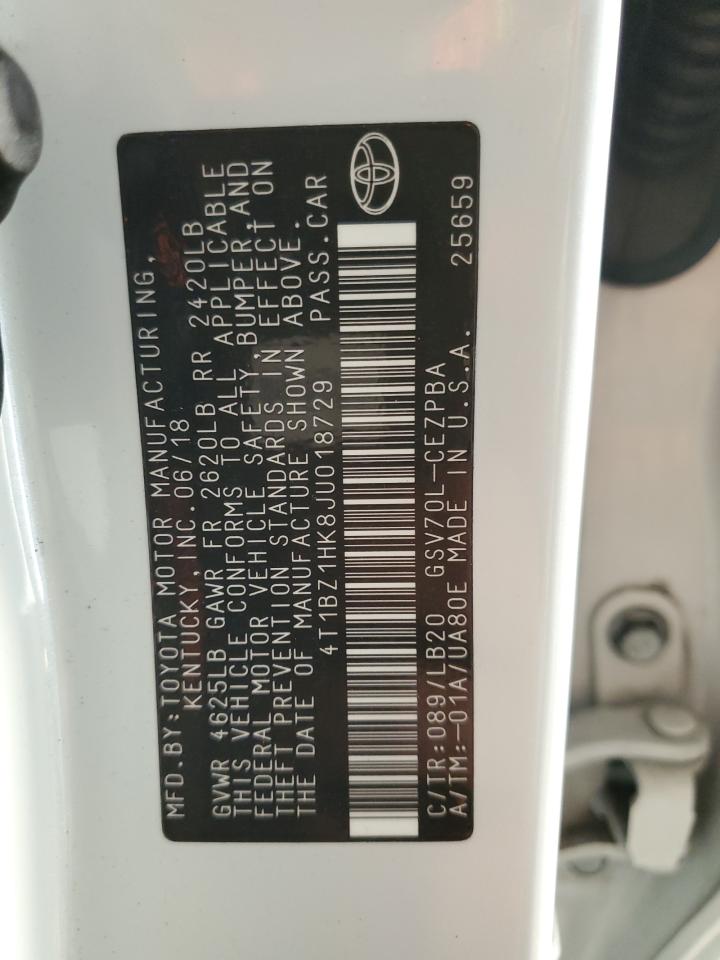 MFD.BY:TOYOTA MOTOR MANUFACTURING,
KENTUCKY,INC.06/18
GVWR 4625LB GAWR FR 2620LB RR 2420LB
THIS VEHICLE CONFORMS TO ALL APPLICABLE
FEDERAL MOTOR VEHICLE SAFETY,BUMPER,AND
THEFT PREVENTION STANDARDS IN EFFECT ON
THE DATE OF MANUFACTURE SHOWN ABOVE.
4T1BZ1HK8JU018729 PASS.CAR
C/TR:089/LB20 GSV70L-CEZPBA
A/TM:-01A/UA80E MADE IN U.S.A. 25659